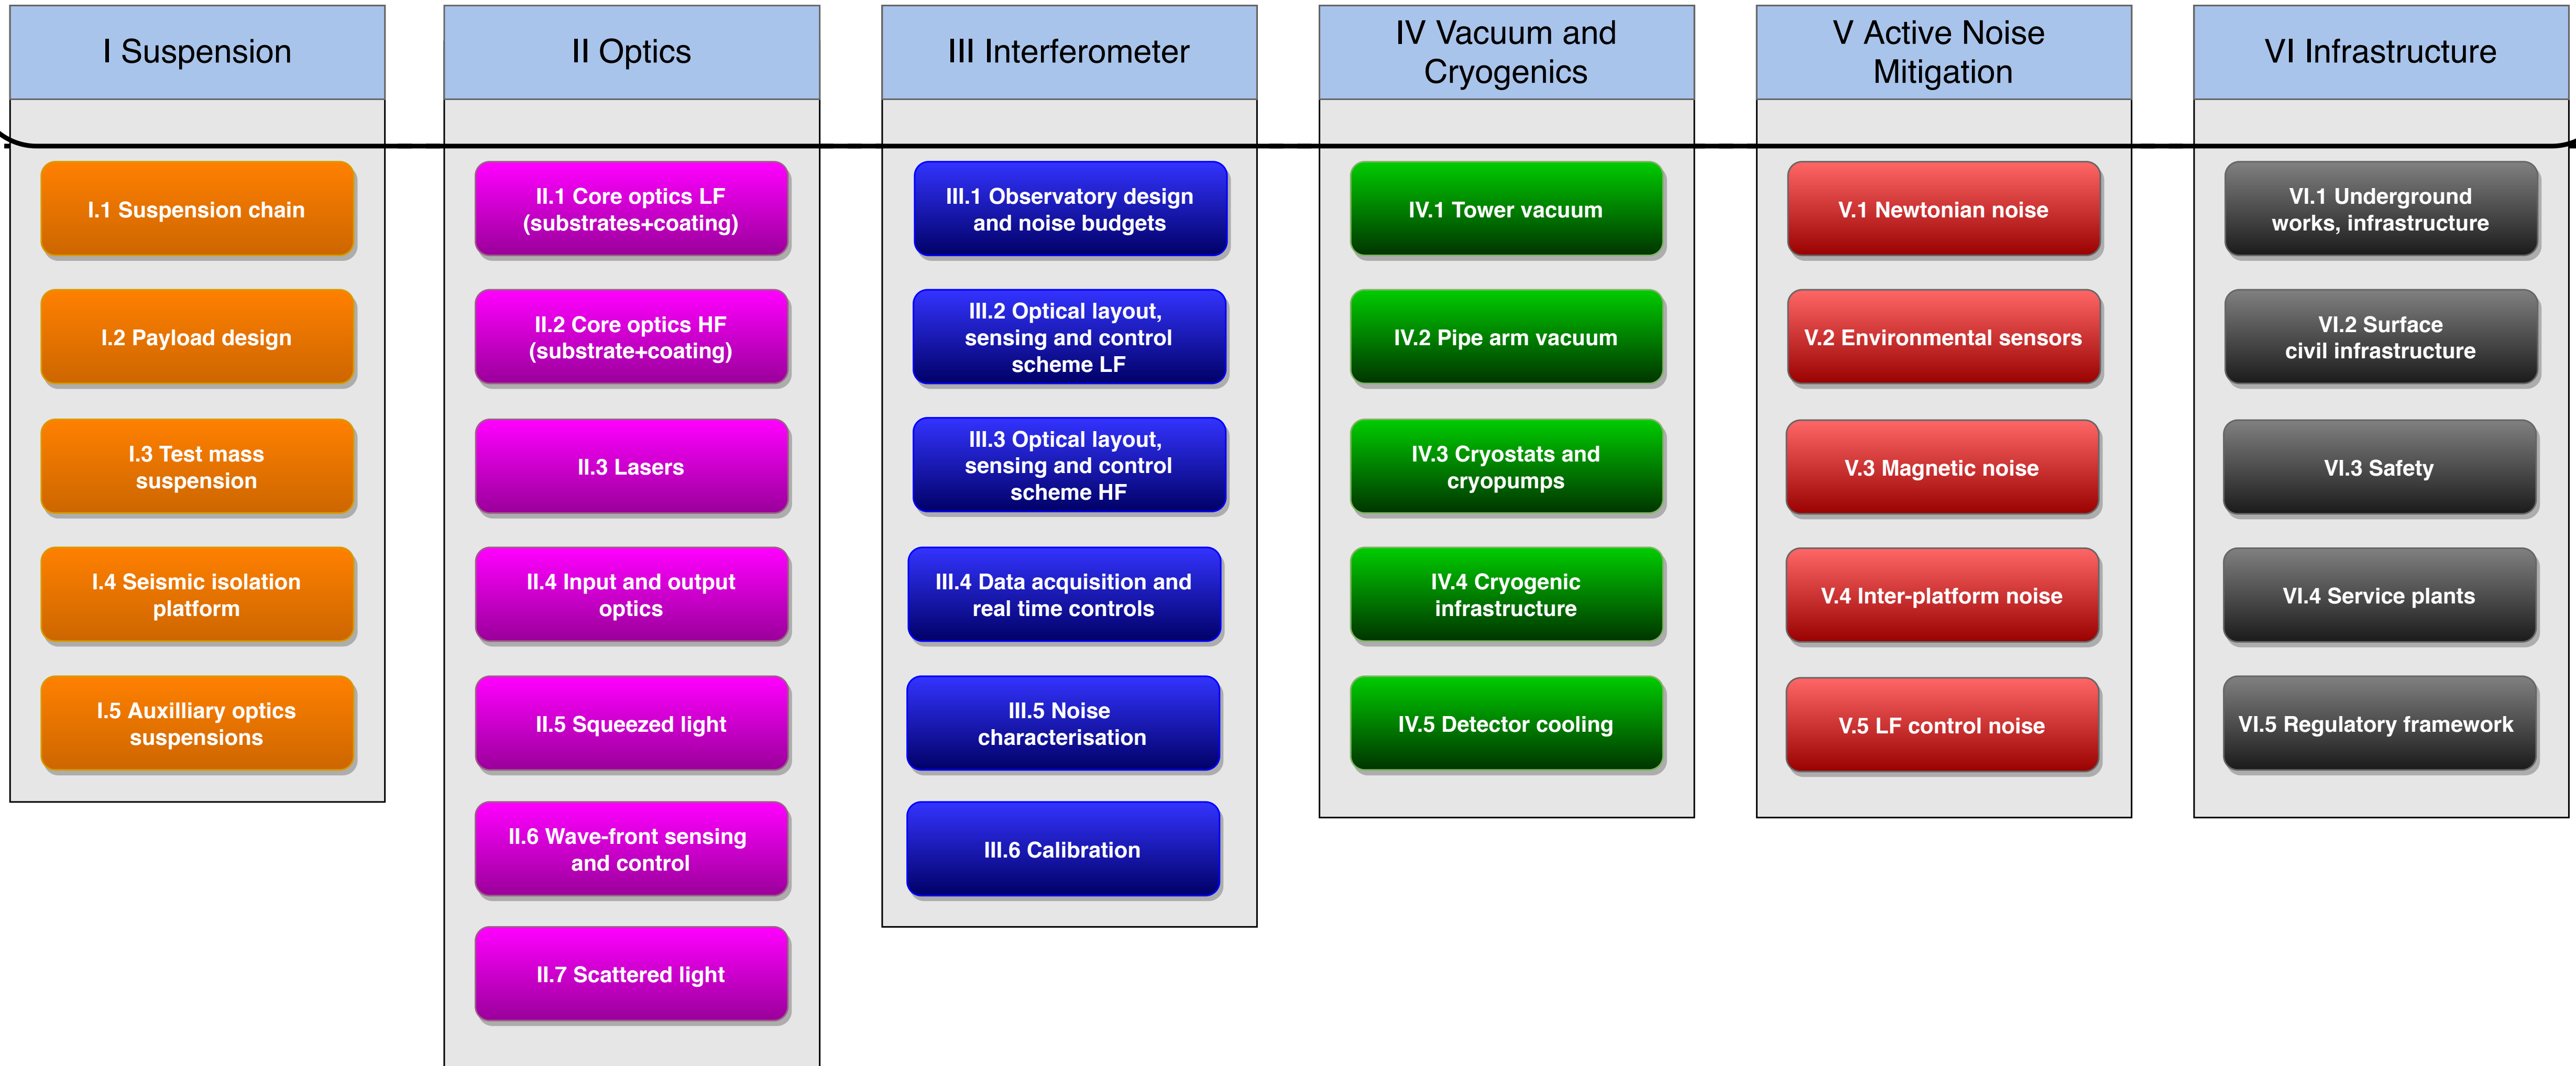 I Suspension
I.1 Suspension chain
I.2 Payload design
I.3 Test mass
suspension
I.4 Seismic isolation
platform
I.5 Auxilliary optics
suspensions
II Optics
II.1 Core optics LF
(substrates+coating)
II.2 Core optics HF
(substrate+coating)
II.3 Lasers
II.4 Input and output
optics
II.5 Squeezed light
II.6 Wave-front sensing
and control
II.7 Scattered light
III Interferometer
III.1 Observatory design
and noise budgets
III.2 Optical layout,
sensing and control
scheme LF
III.3 Optical layout,
sensing and control
scheme HF
III.4 Data acquisition and
real time controls
III.5 Noise
characterisation
III.6 Calibration
IV Vacuum and
Cryogenics
IV.1 Tower vacuum
IV.2 Pipe arm vacuum
IV.3 Cryostats and
cryopumps
IV.4 Cryogenic
infrastructure
IV.5 Detector cooling
V Active Noise
Mitigation
V.1 Newtonian noise
V.2 Environmental sensors
V.3 Magnetic noise
V.4 Inter-platform noise
V.5 LF control noise
VI Infrastructure
VI.1 Underground
works, infrastructure
VI.2 Surface
civil infrastructure
VI.3 Safety
VI.4 Service plants
VI.5 Regulatory framework